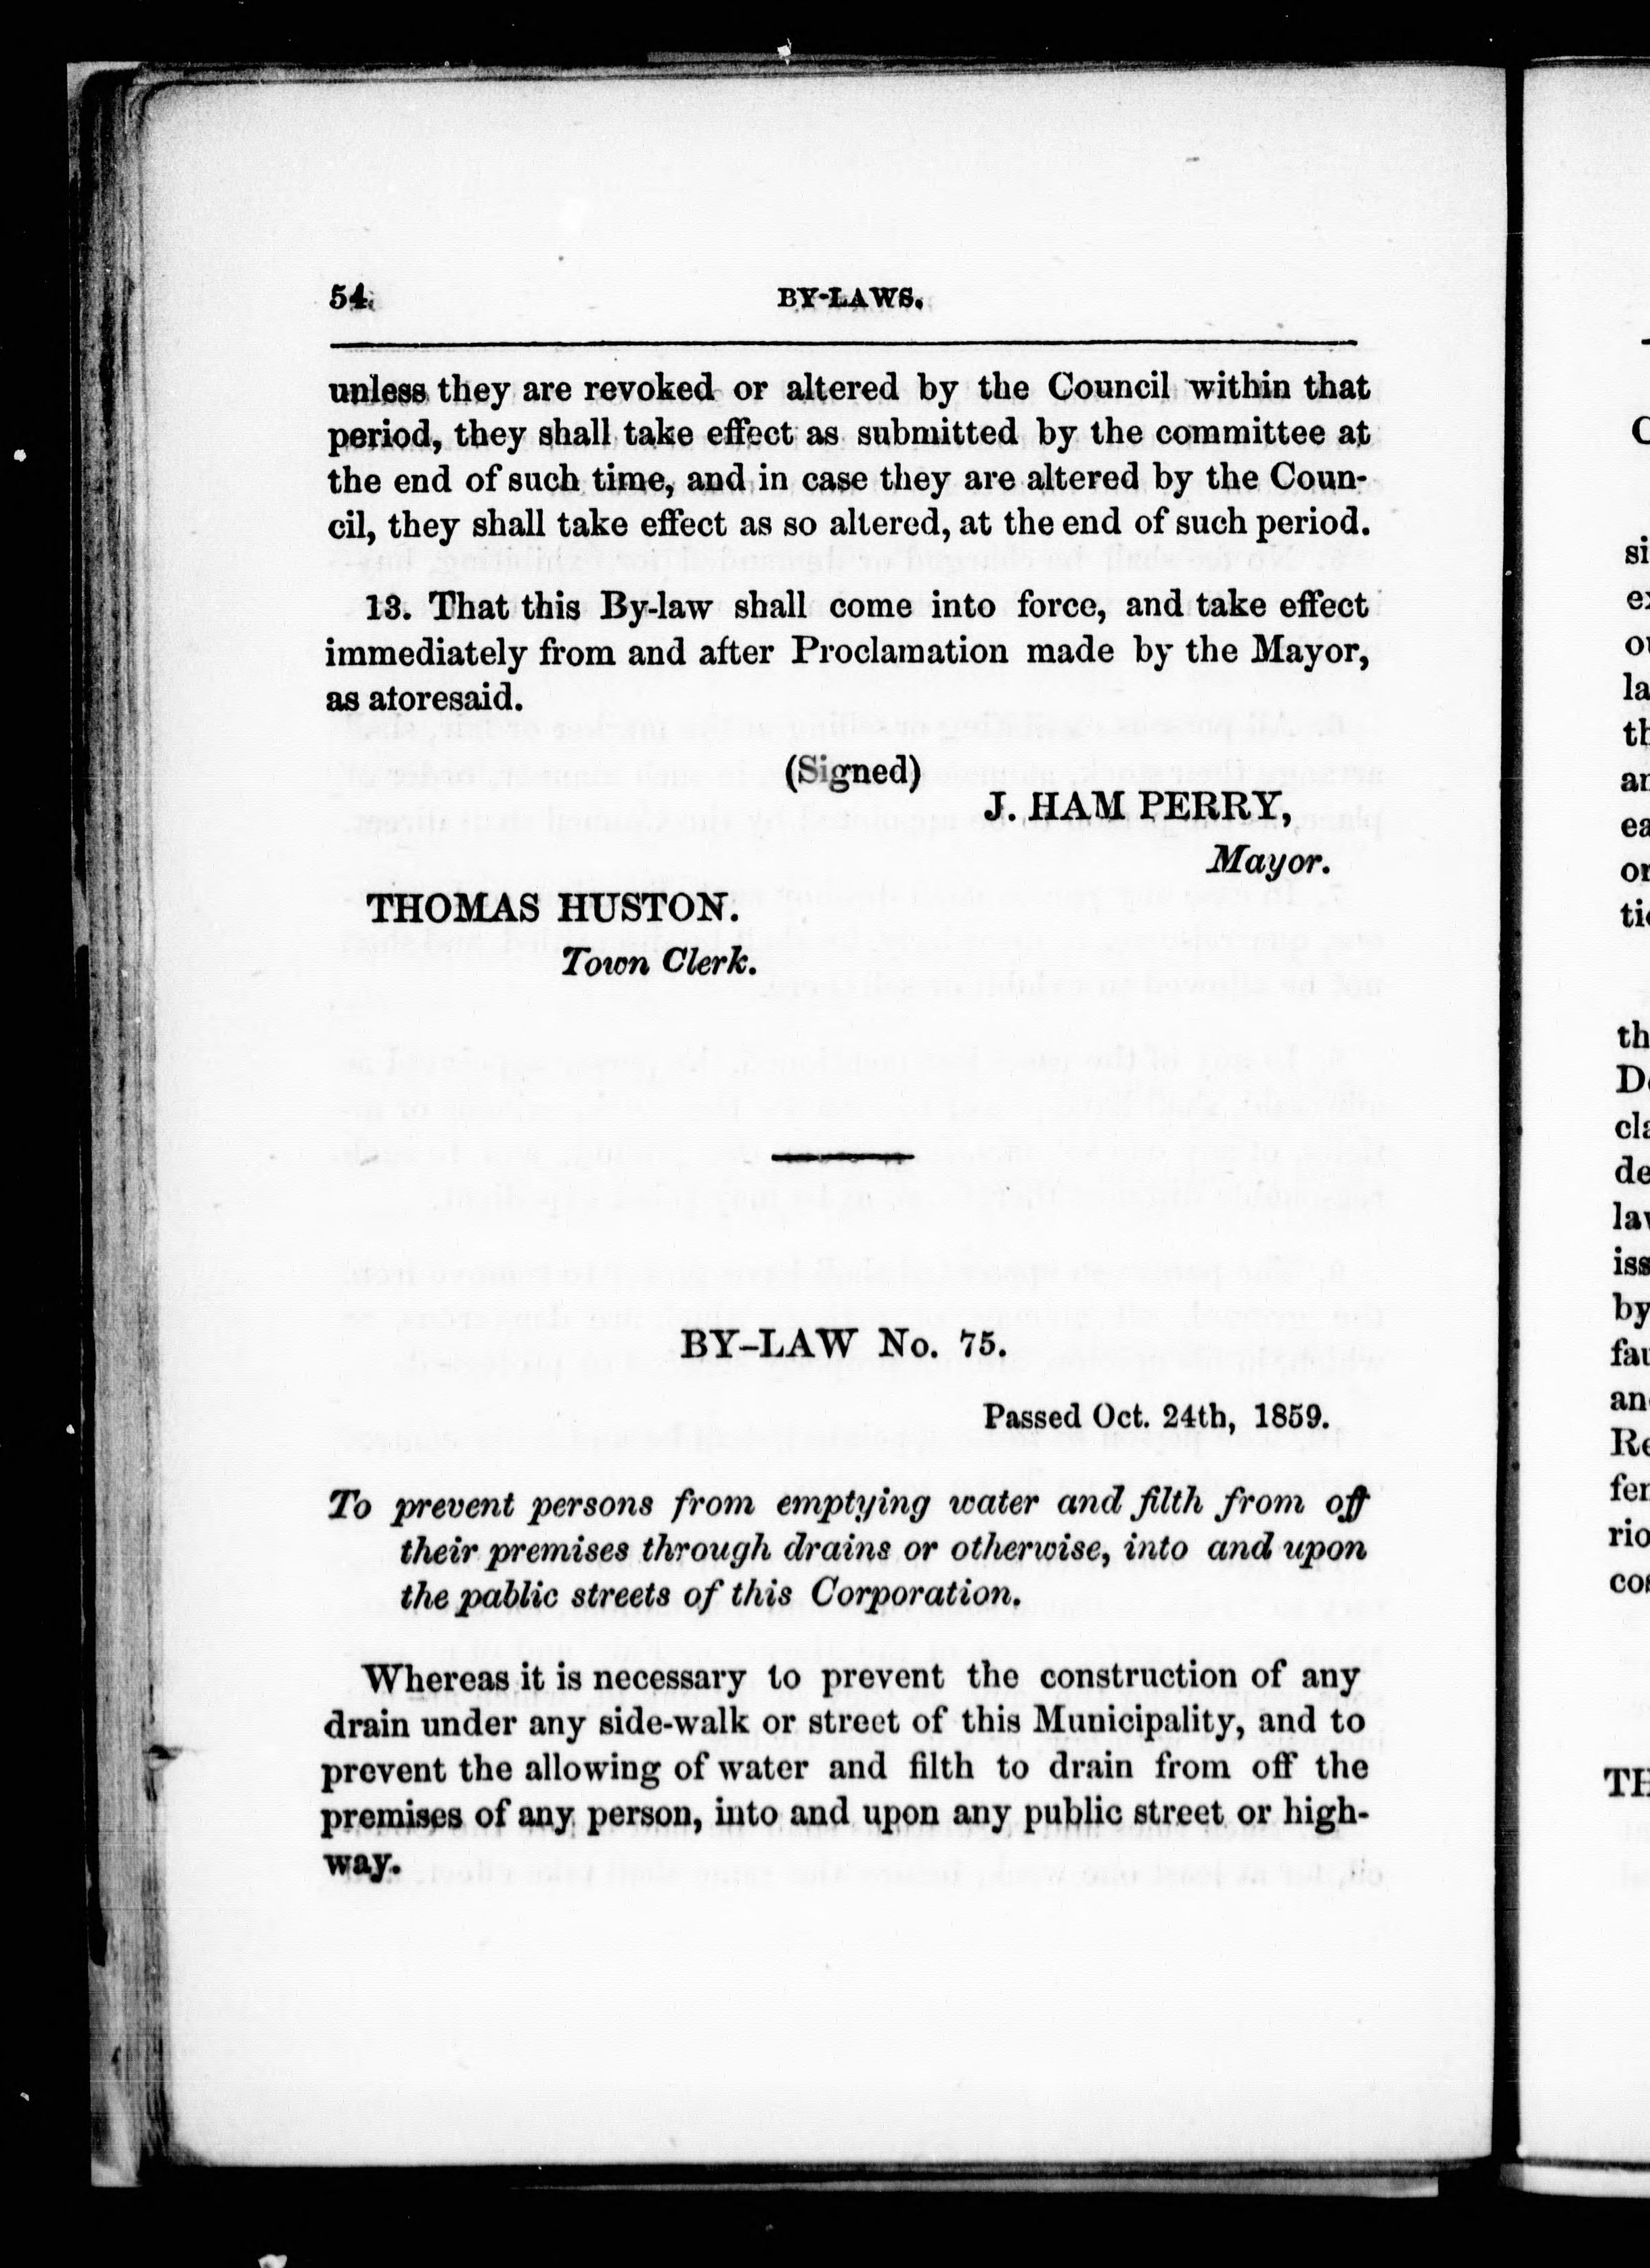 54
BY-LAWS.
unless they are revoked or altered by the Council within that
period, they shall take effect as submitted by the committee at
the end of such time, and in case they are altered by the Coun-
cil, they shall take effect as so altered, at the end of such period.
13. That this By-law shall come into force, and take effect
immediately from and after Proclamation made by the Mayor,
as atoresaid.
(Signed)
J. HAM PERRY,
Mayor.
THOMAS HUSTON.
Town Clerk.
BY-LAW No. 75.
Passed Oct. 24th, 1859.
To prevent persons from emptying water and filth from off
their premises through drains or otherwise, into and upon
the pablic streets of this Corporation.
Whereas it is necessary to prevent the construction of any
drain under any side-walk or street of this Municipality, and to
prevent the allowing of water and filth to drain from off the
premises of any person, into and upon any public street or high-
way.